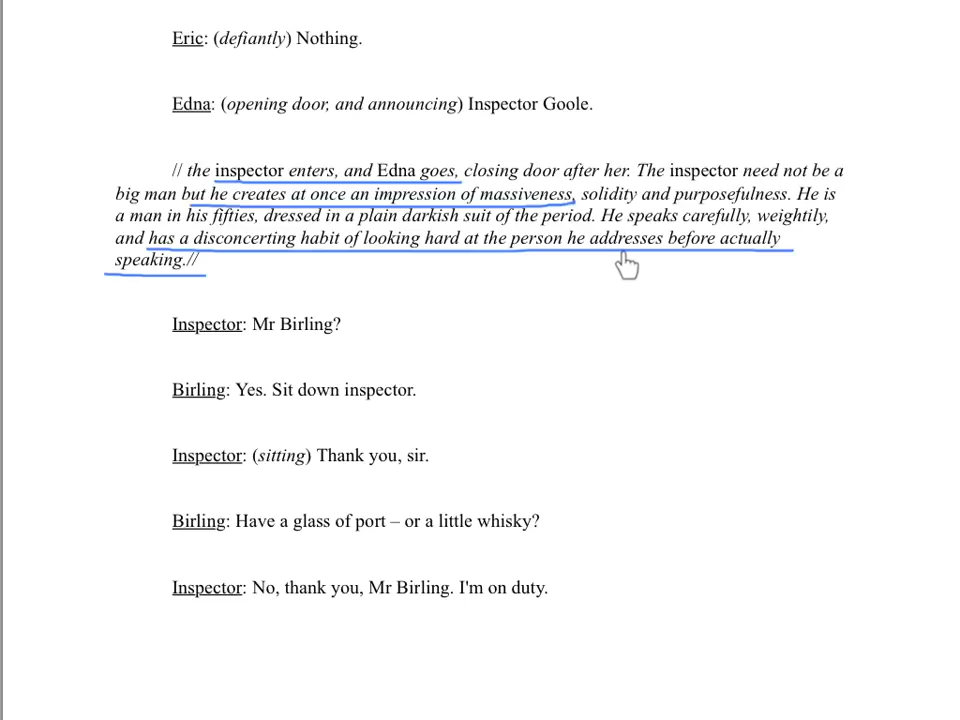 Eric: (defiantly) Nothing.
Edna: (opening door, and announcing) Inspector Goole.
// the inspector enters, and Edna goes, closing door after her. The inspector need not be a
big man but he creates at once an impression of massiveness, solidity and purposefulness. He is
a man in his fifties, dressed in a plain darkish suit of the period. He speaks carefully, weightily,
and has a disconcerting habit of looking hard at the person he addresses before actually
speaking.//
Inspector: Mr Birling?
Birling: Yes. Sit down inspector.
Inspector: (sitting) Thank you, sir.
Birling: Have a glass of port – or a little whisky?
Inspector: No, thank you, Mr Birling. I'm on duty.